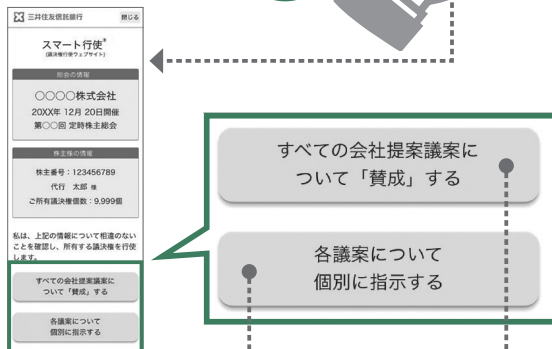 三井住友信託銀行
閉じる
スマート行使®
(議決権行使ウェブサイト)
総会の情報
○○○○株式会社
20XX年 12月 20日開催
第○○回 定時株主総会
株主様の情報
株主番号：123456789
代行 太郎 様
ご所有議決権個数：9,999個
私は、上記の情報について相違のない
ことを確認し、所有する議決権を行使
します。
すべての会社提案議案に
ついて「賛成」する
各議案について
個別に指示する
すべての会社提案議案に
ついて「賛成」する
各議案について
個別に指示する